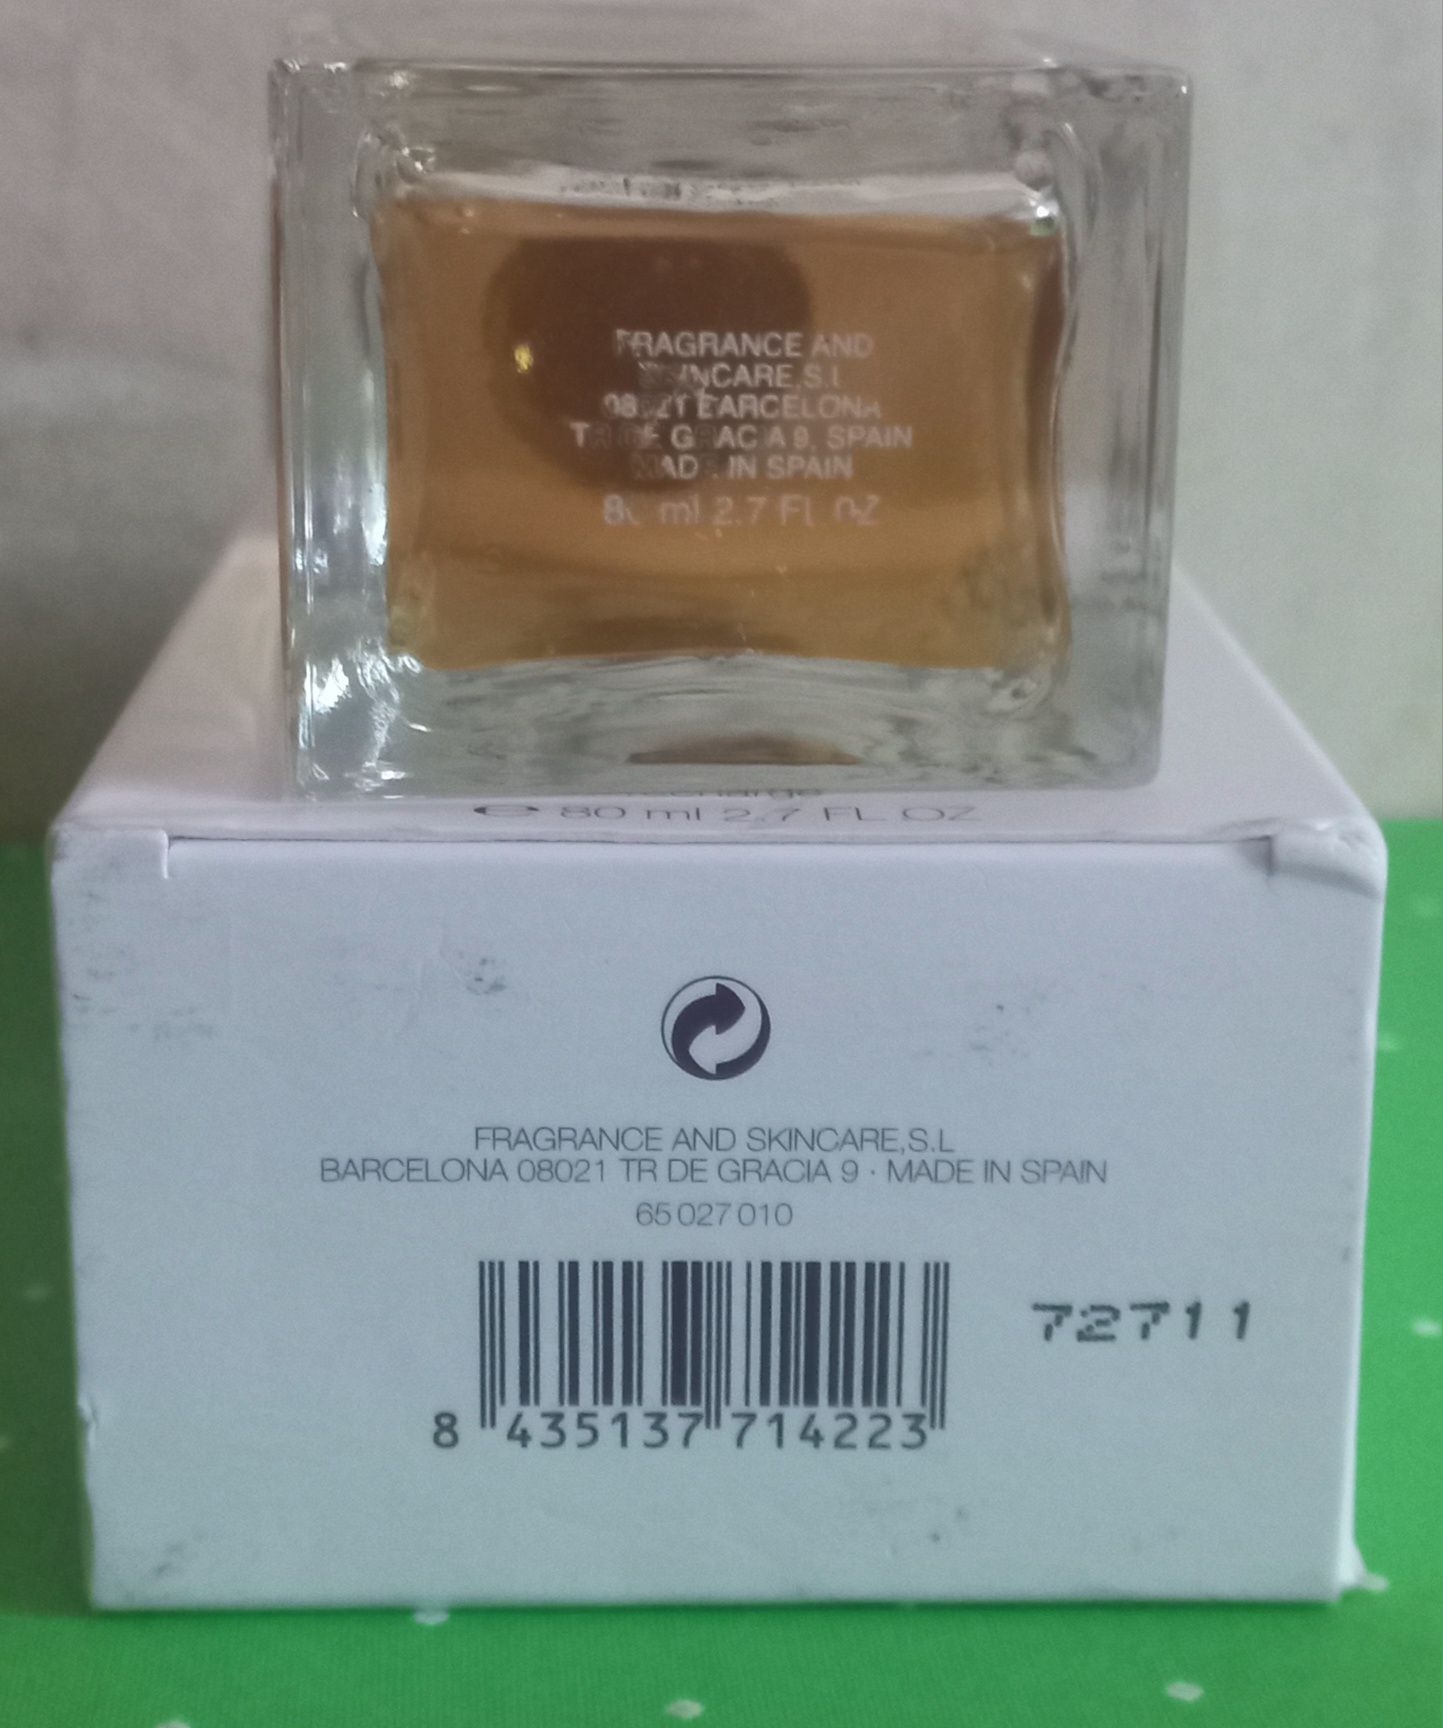 FRAGRANCE AND
SKINCARE,S.L
08021 BARCELONA
TR DE GRACIA 9, SPAIN
MADE IN SPAIN
80 ml 2.7 FL OZ
e 80 ml 2.7 FL OZ
FRAGRANCE AND SKINCARE,S.L
BARCELONA 08021 TR DE GRACIA 9 · MADE IN SPAIN
65027010
72711
8 435137 714223